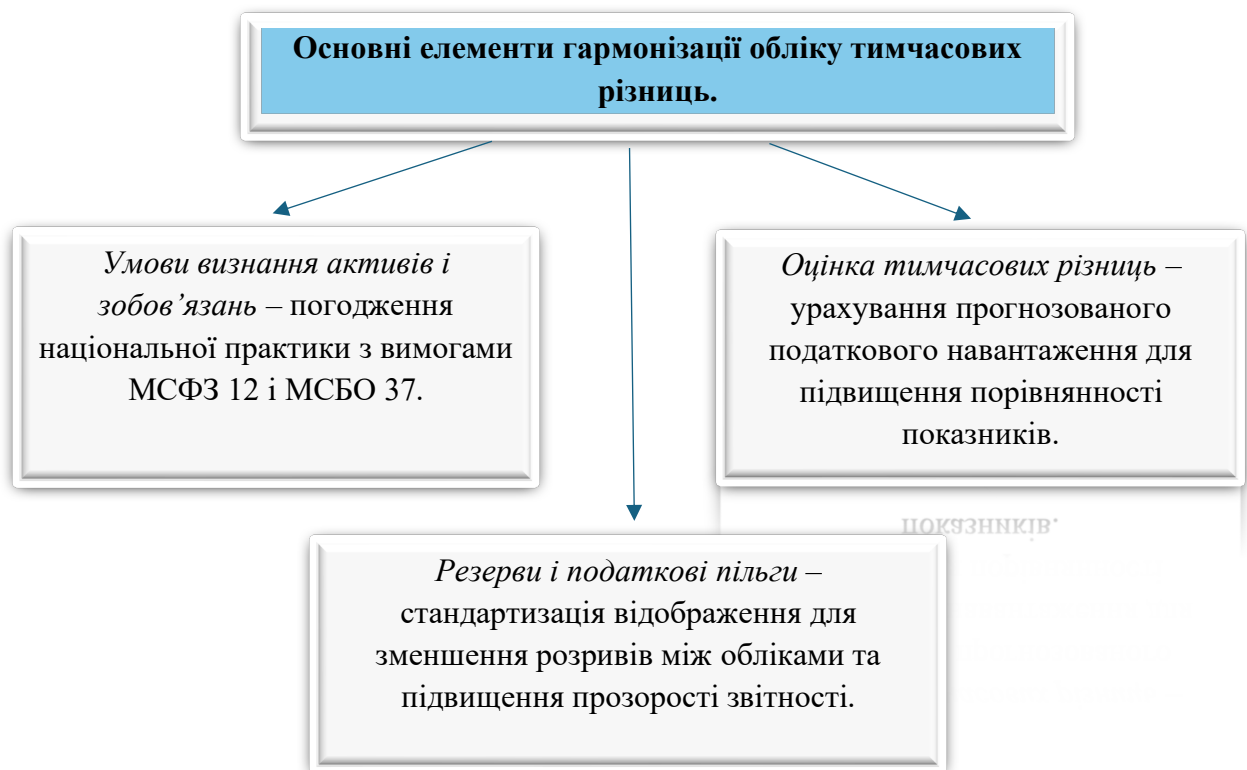 Основні елементи гармонізації обліку тимчасових
різниць.
Умови визнання активів і
зобов’язань – погодження
національної практики з вимогами
МСФЗ 12 і МСБО 37.
Оцінка тимчасових різниць –
урахування прогнозованого
податкового навантаження для
підвищення порівнянності
показників.
Резерви і податкові пільги –
стандартизація відображення для
зменшення розривів між обліками та
підвищення прозорості звітності.